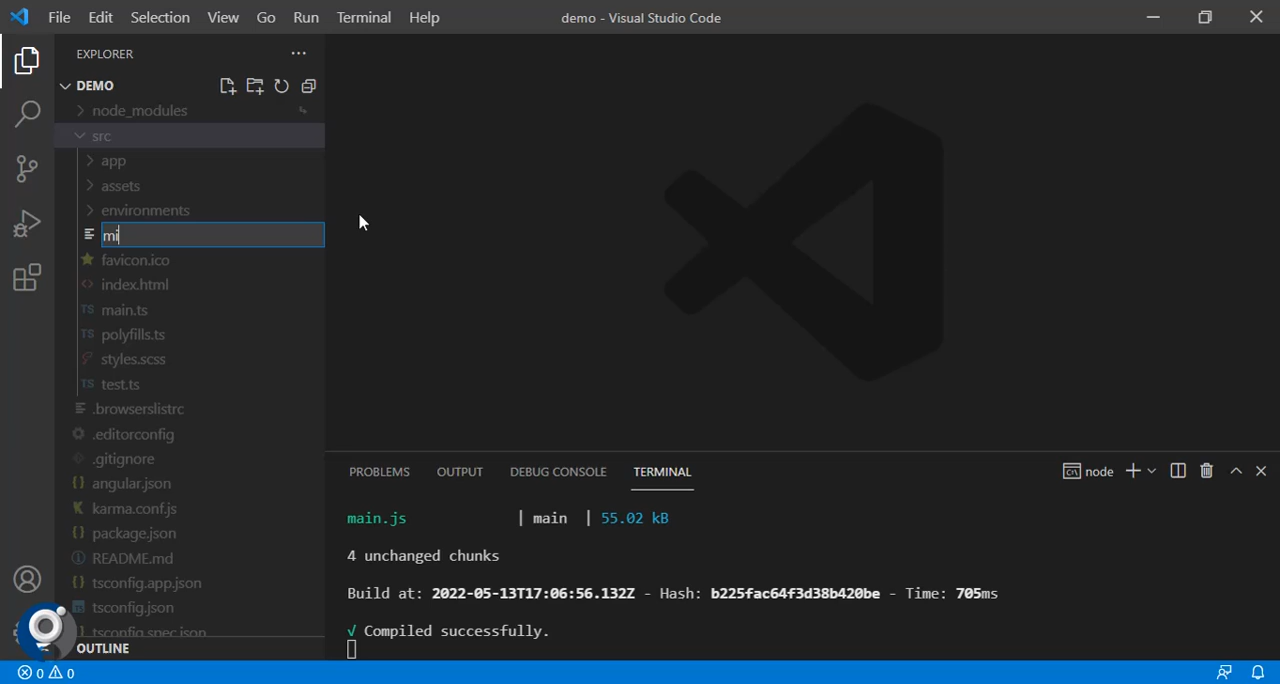 File Edit Selection View Go Run Terminal Help
demo - Visual Studio Code
EXPLORER
DEMO
node_modules
src
app
assets
environments
mi
favicon.ico
index.html
main.ts
polyfills.ts
styles.scss
test.ts
.browserslistrc
.editorconfig
.gitignore
angular.json
karma.conf.js
package.json
README.md
tsconfig.app.json
tsconfig.json
tsconfig.spec.json
OUTLINE
PROBLEMS OUTPUT DEBUG CONSOLE TERMINAL
node
main.js | main | 55.02 kB
4 unchanged chunks
Build at: 2022-05-13T17:06:56.132Z - Hash: b225fac64f3d38b420be - Time: 705ms
√ Compiled successfully.
0 0